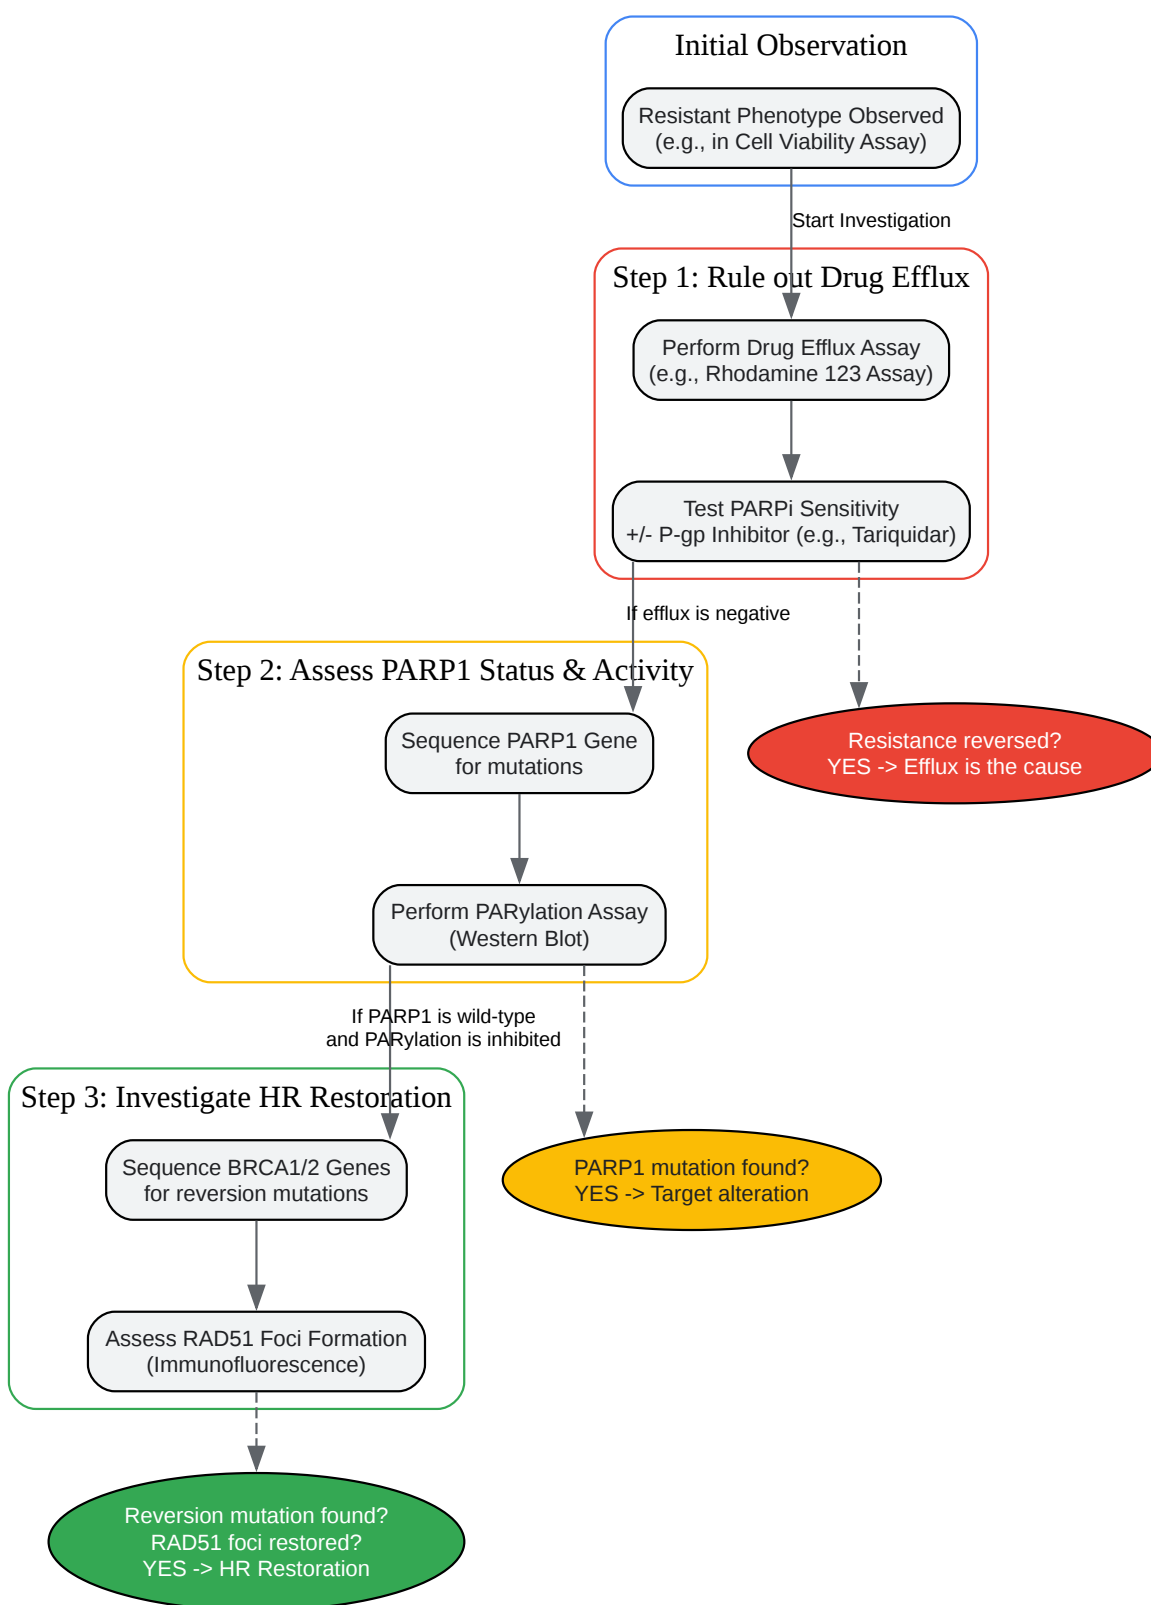 Initial Observation
Resistant Phenotype Observed
(e.g., in Cell Viability Assay)
Start Investigation
Step 1: Rule out Drug Efflux
Perform Drug Efflux Assay
(e.g., Rhodamine 123 Assay)
Test PARPi Sensitivity
+/- P-gp Inhibitor (e.g., Tariquidar)
If efflux is negative
Step 2: Assess PARP1 Status & Activity
Sequence PARP1 Gene
for mutations
Resistance reversed?
YES -> Efflux is the cause
Perform PARylation Assay
(Western Blot)
If PARP1 is wild-type
and PARylation is inhibited
Step 3: Investigate HR Restoration
Sequence BRCA1/2 Genes
for reversion mutations
PARP1 mutation found?
YES -> Target alteration
Assess RAD51 Foci Formation
(Immunofluorescence)
Reversion mutation found?
RAD51 foci restored?
YES -> HR Restoration